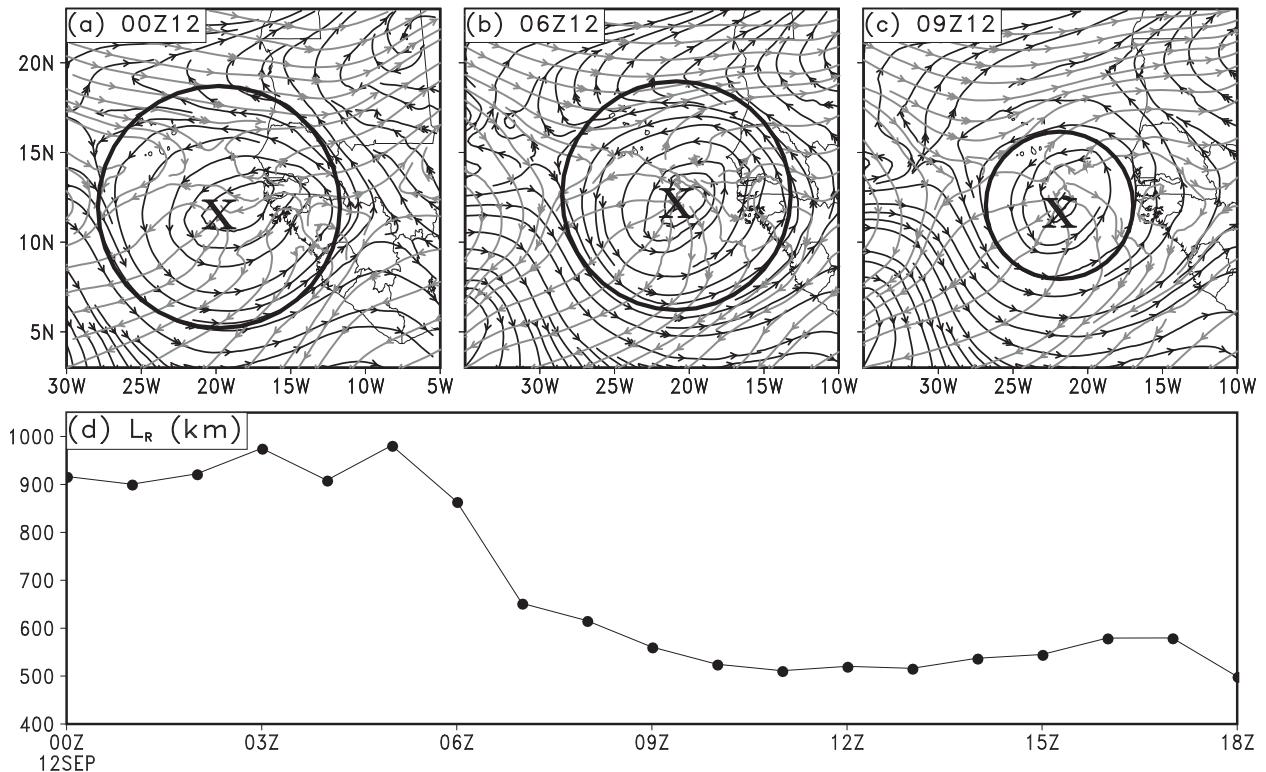 (a) 00Z12
(b) 06Z12
(c) 09Z12
20N
15N
10N
5N
X
X
X
30W 25W 20W 15W 10W 5W
30W 25W 20W 15W 10W
30W 25W 20W 15W 10W
(d) LR (km)
1000
900
800
700
600
500
400
00Z 03Z 06Z 09Z 12Z 15Z 18Z
12SEP